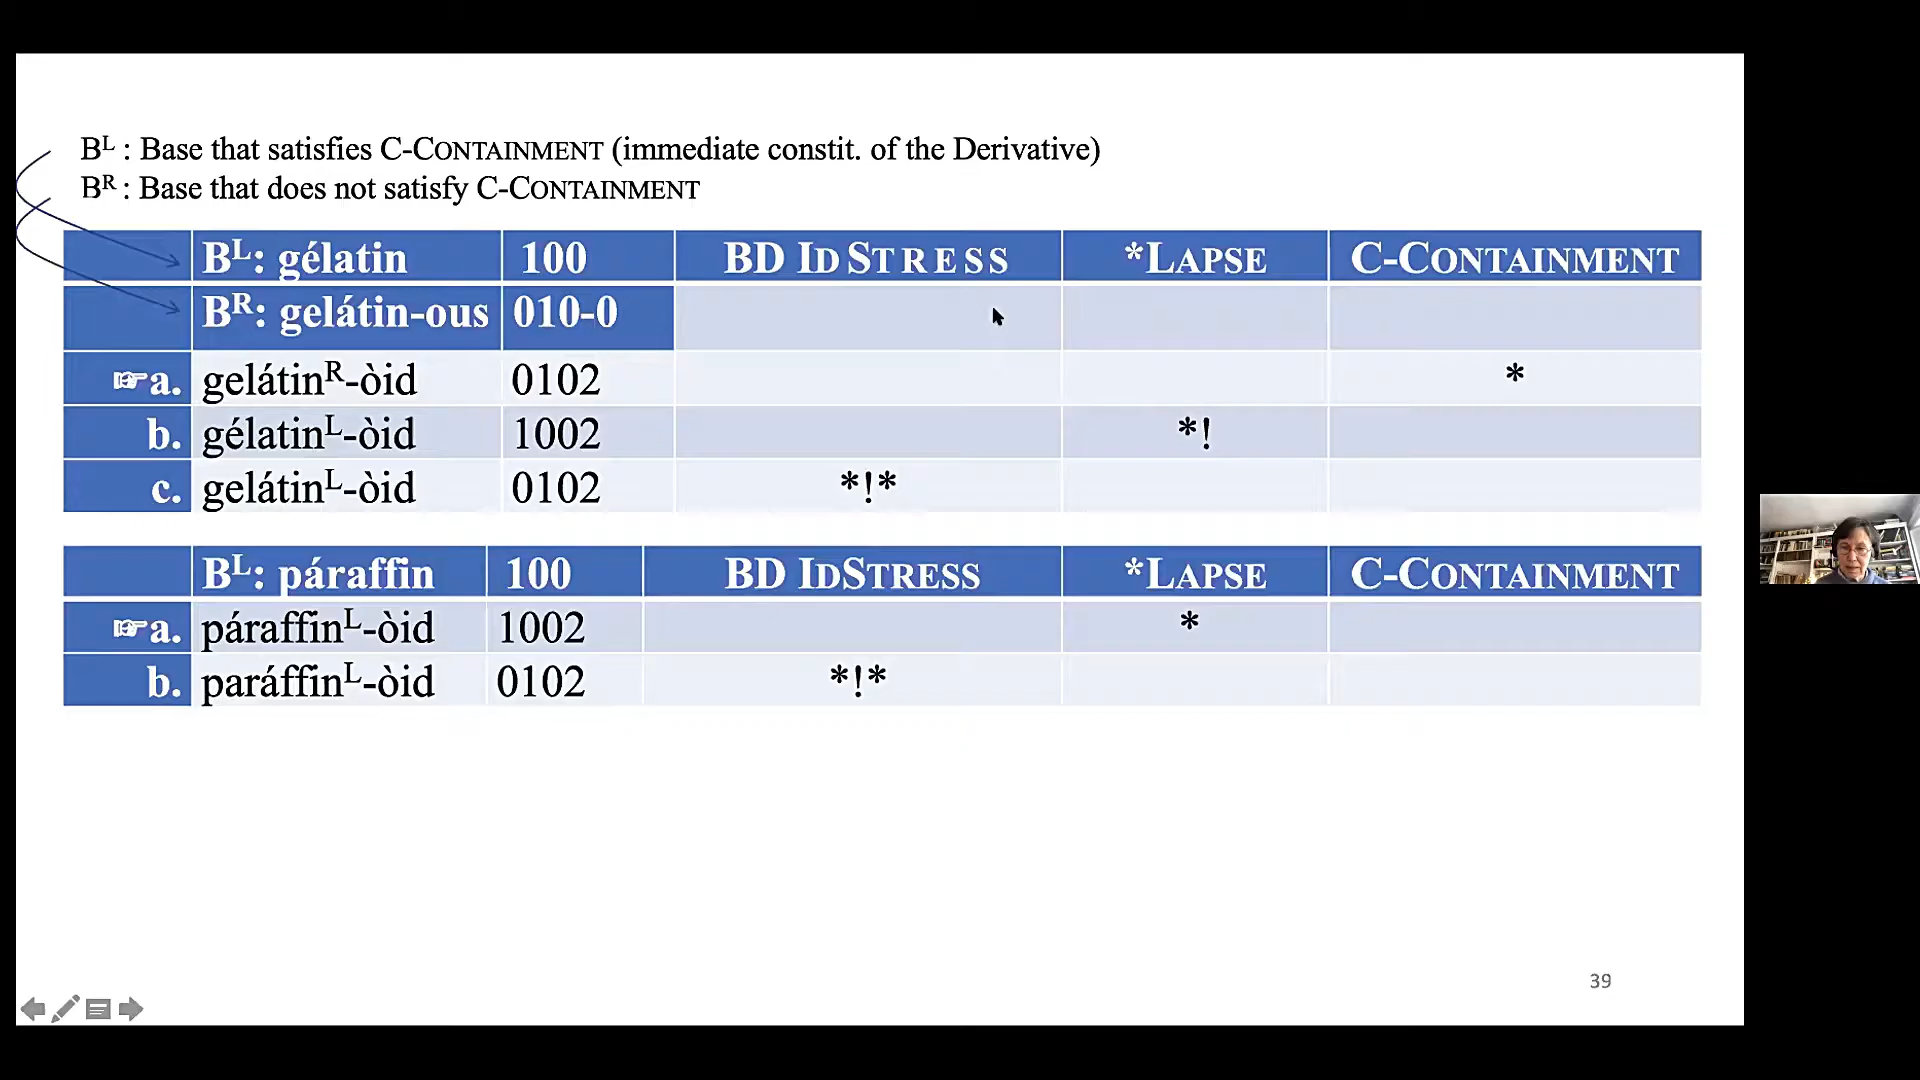 Bᴸ : Base that satisfies C-CONTAINMENT (immediate constit. of the Derivative)
Bᴿ : Base that does not satisfy C-CONTAINMENT
Bᴸ: gélatin 100 BD IDSTRESS *LAPSE C-CONTAINMENT
Bᴿ: gelátin-ous 010-0
☞a. gelátinᴿ-òid 0102 *
b. gélatinᴸ-òid 1002 *!
c. gelátinᴸ-òid 0102 *!*
Bᴸ: páraffin 100 BD IDSTRESS *LAPSE C-CONTAINMENT
☞a. páraffinᴸ-òid 1002 *
b. paráffinᴸ-òid 0102 *!*
39